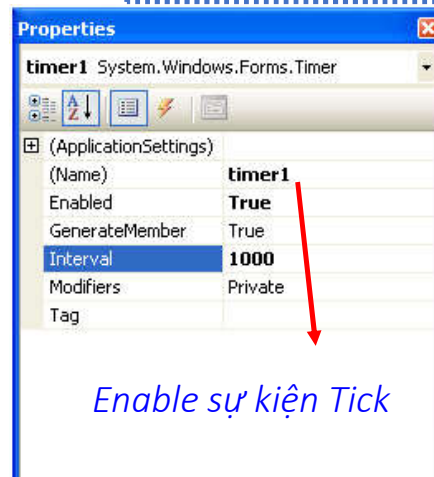 Properties
timer1 System.Windows.Forms.Timer
(ApplicationSettings)
(Name) timer1
Enabled True
GenerateMember True
Interval 1000
Modifiers Private
Tag
Enable sự kiện Tick